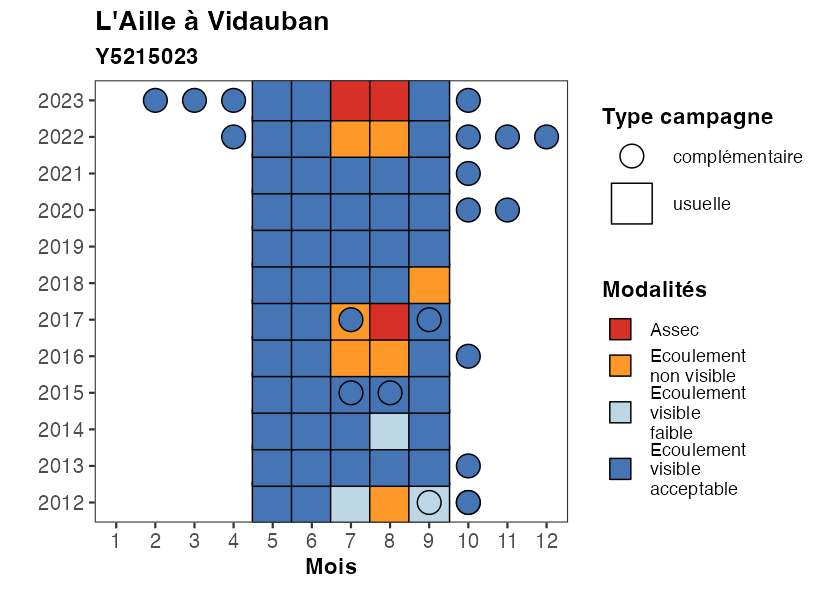 L'Aille à Vidauban
Y5215023
2023
2022
2021
2020
2019
2018
2017
2016
2015
2014
2013
2012
1 2 3 4 5 6 7 8 9 10 11 12
Mois
Type campagne
complémentaire
usuelle
Modalités
Assec
Ecoulement
non visible
Ecoulement
visible
faible
Ecoulement
visible
acceptable